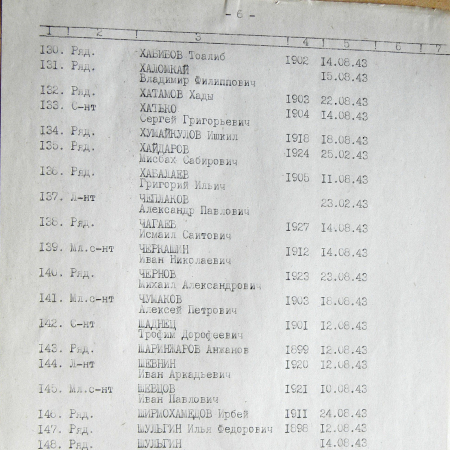 - 6 -
1 2 3 4 5 6 7
130. Ряд. ХАБИБОВ Товлиб 1902 14.08.43
131. Ряд. ХАЛОШКАЙ 15.08.43
Владимир Филиппович
132. Ряд. ХАТАМОВ Хады 1903 22.08.43
133. С-нт ХАТЬКО 1904 14.08.43
Сергей Григорьевич
134. Ряд. ХУМАЙКУЛОВ Ишкил 1918 18.08.43
135. Ряд. ХАЙДАРОВ 1924 25.02.43
Мисбах Сабирович
136. Ряд. ХАБАЛАЕВ 1905 11.08.43
Григорий Ильич
137. Л-нт ЧЕПЛАКОВ 23.02.43
Александр Павлович
138. Ряд. ЧАГАЕВ 1927 14.08.43
Исмаил Саитович
139. Мл.с-нт ЧЕРКАШИН 1912 14.08.43
Иван Николаевич
140. Ряд. ЧЕРНОВ 1923 23.08.43
Михаил Александрович
141. Мл.с-нт ЧУМАКОВ 1903 18.08.43
Алексей Петрович
142. С-нт ШАДНЕЦ 1901 12.08.43
Трофим Дорофеевич
143. Ряд. ШАРИНЖАРОВ Анжанов 1899 12.08.43
144. Л-нт ШЕВНИН 1920 12.08.43
Иван Аркадьевич
145. Мл.с-нт ШЕВЦОВ 1921 10.08.43
Иван Павлович
146. Ряд. ШИРМОХАМЕДОВ Ирбей 1911 24.08.43
147. Ряд. ШУЛЬГИН Илья Федорович 1898 12.08.43
148. Ряд. ШУЛЬГИН 14.08.43